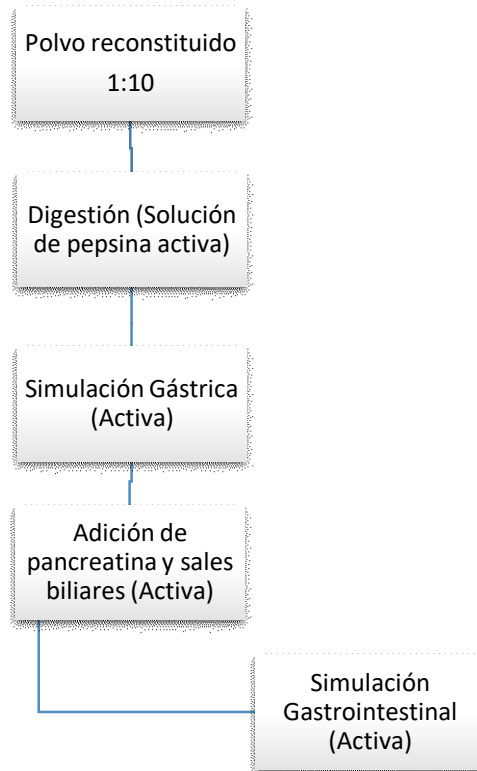 Polvo reconstituido
1:10
Digestión (Solución
de pepsina activa)
Simulación Gástrica
(Activa)
Adición de
pancreatina y sales
biliares (Activa)
Simulación
Gastrointestinal
(Activa)